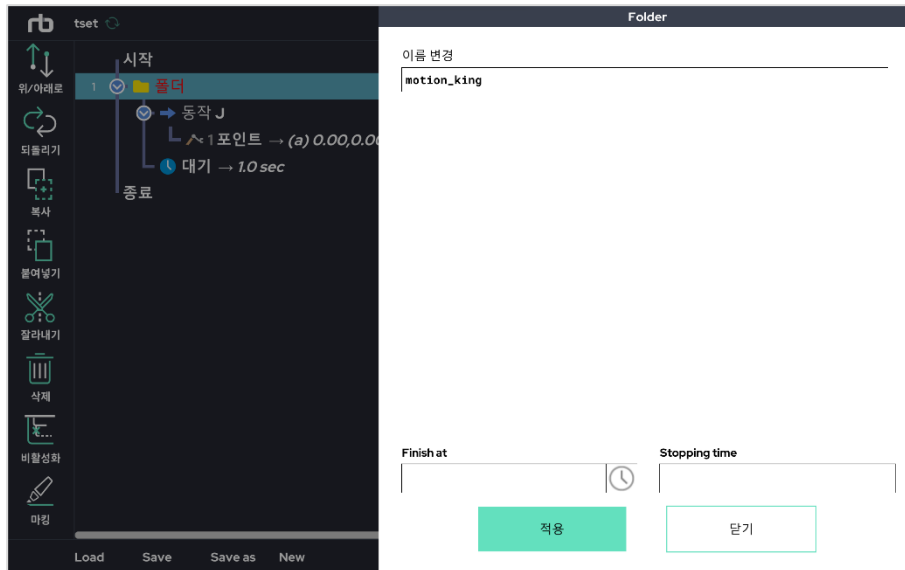 rb
tset
Folder
위/아래로
되돌리기
복사
붙여넣기
잘라내기
삭제
비활성화
마킹
시작
1 폴더
동작 J
1 포인트 → (a) 0.00,0.00
대기 → 1.0 sec
종료
이름 변경
motion_king
Finish at
Stopping time
적용
닫기
Load
Save
Save as
New